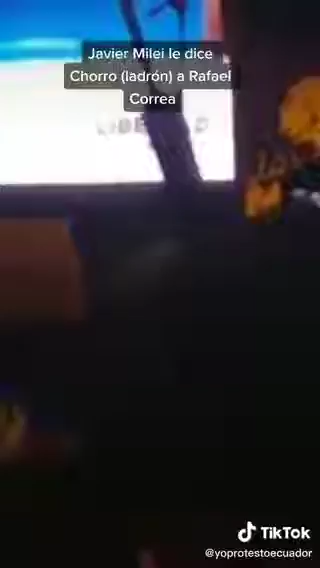 Javier Milei le dice
Chorro (ladrón) a Rafael
Correa
TikTok
@yoprotestoecuador